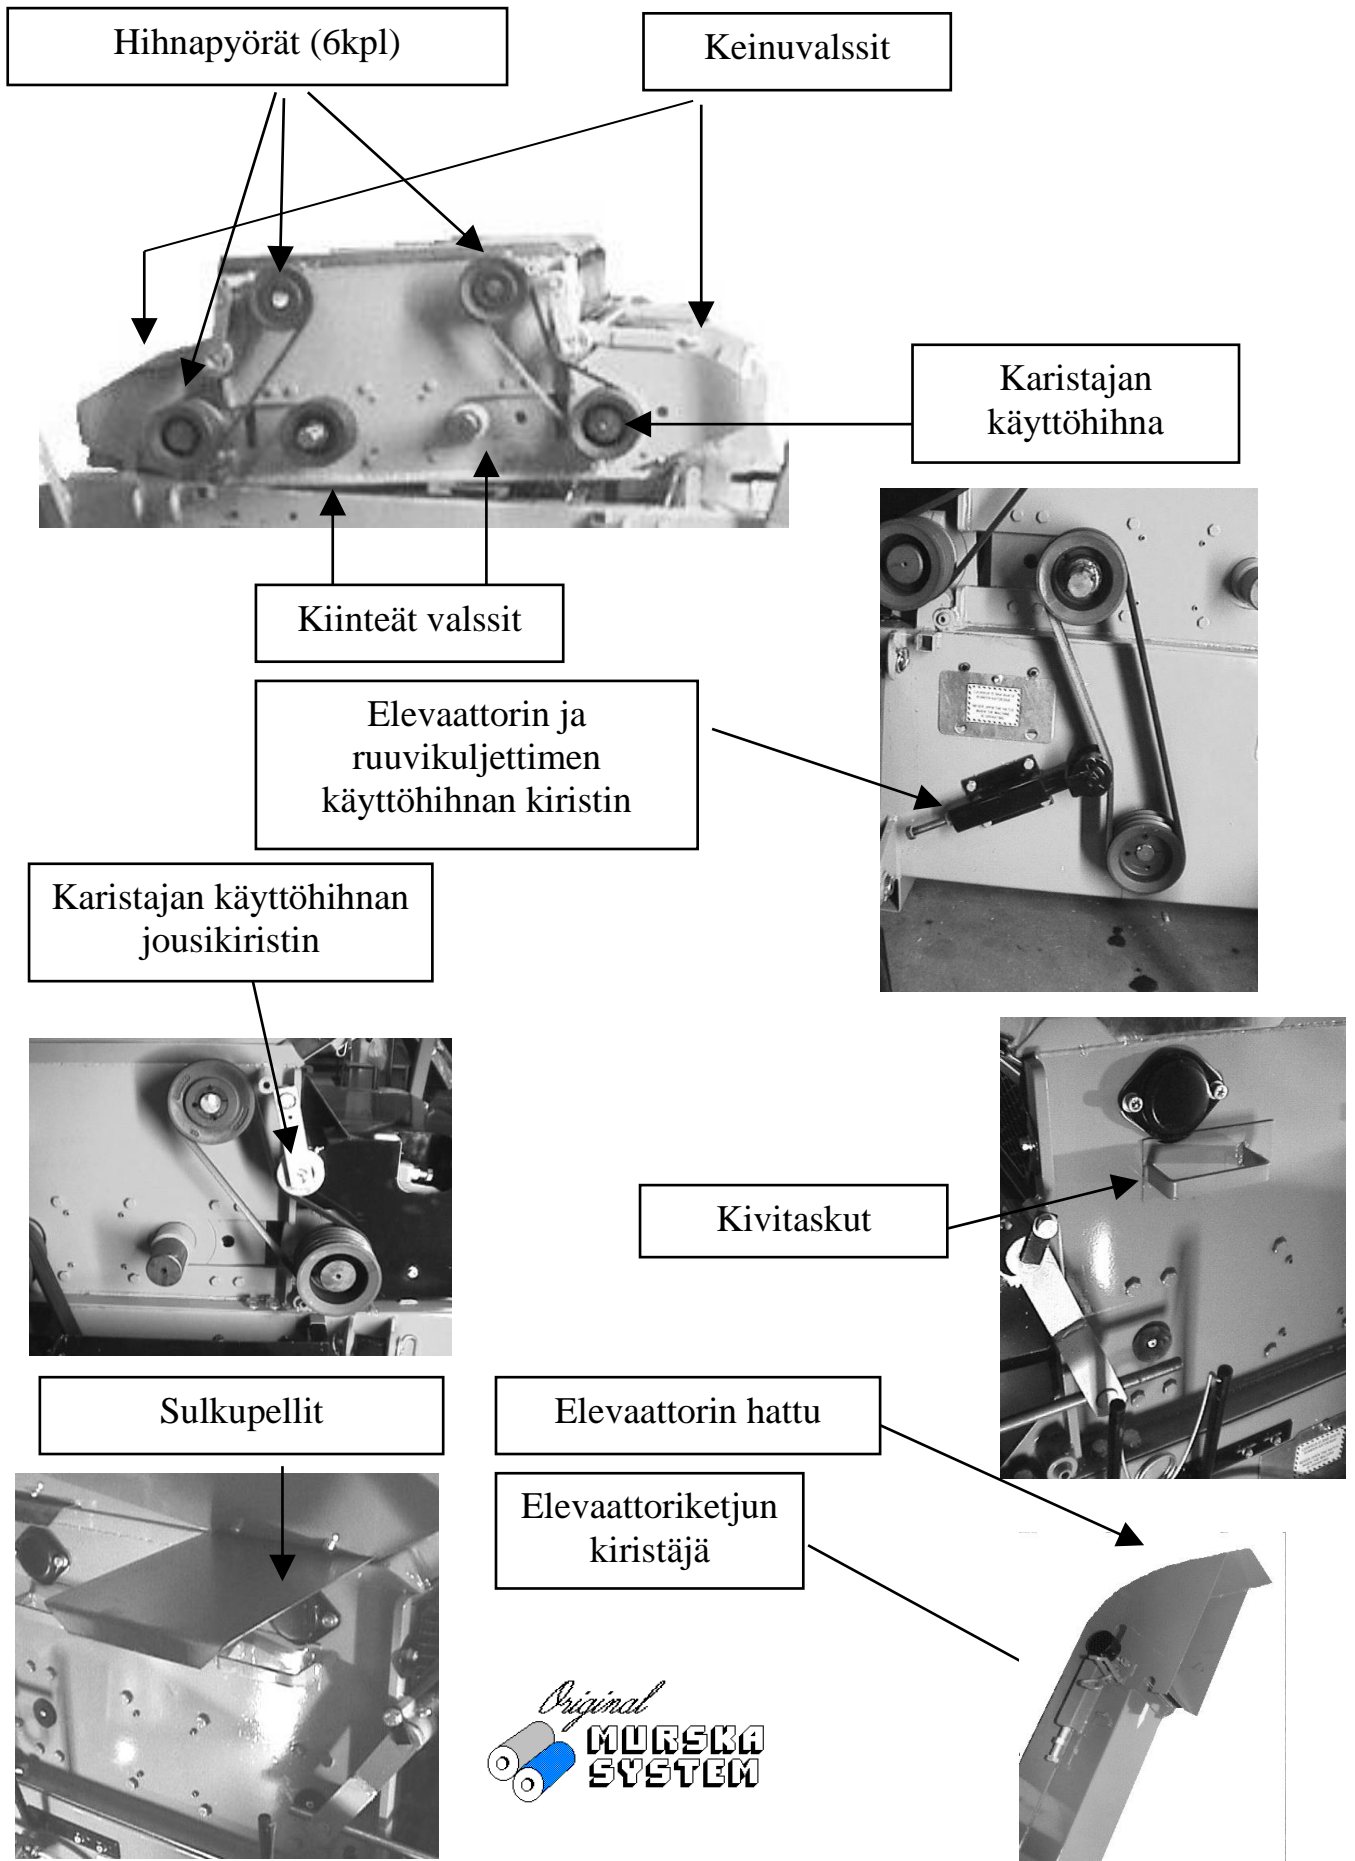 Hihnapyörät (6kpl)
Keinuvalssit
Karistajan
käyttöhihna
Kiinteät valssit
Elevaattorin ja
ruuvikuljettimen
käyttöhihnan kiristin
Karistajan käyttöhihnan
jousikiristin
Kivitaskut
Sulkupellit
Elevaattorin hattu
Elevaattoriketjun
kiristäjä
Original
MURSKA
SYSTEM